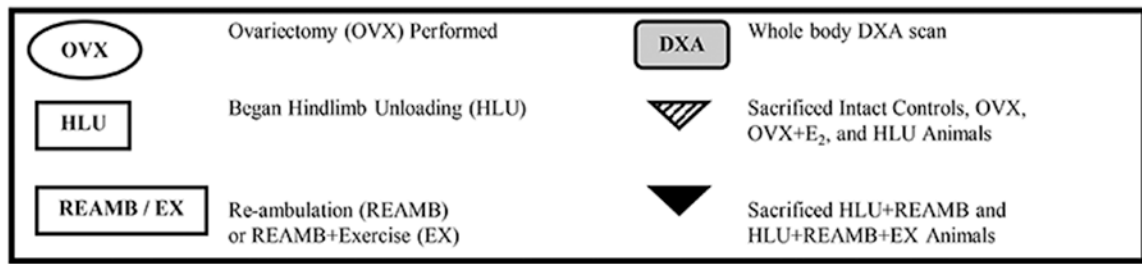 OVX
Ovariectomy (OVX) Performed
DXA
Whole body DXA scan
HLU
Began Hindlimb Unloading (HLU)
Sacrificed Intact Controls, OVX,
OVX+E₂, and HLU Animals
REAMB / EX
Re-ambulation (REAMB)
or REAMB+Exercise (EX)
Sacrificed HLU+REAMB and
HLU+REAMB+EX Animals